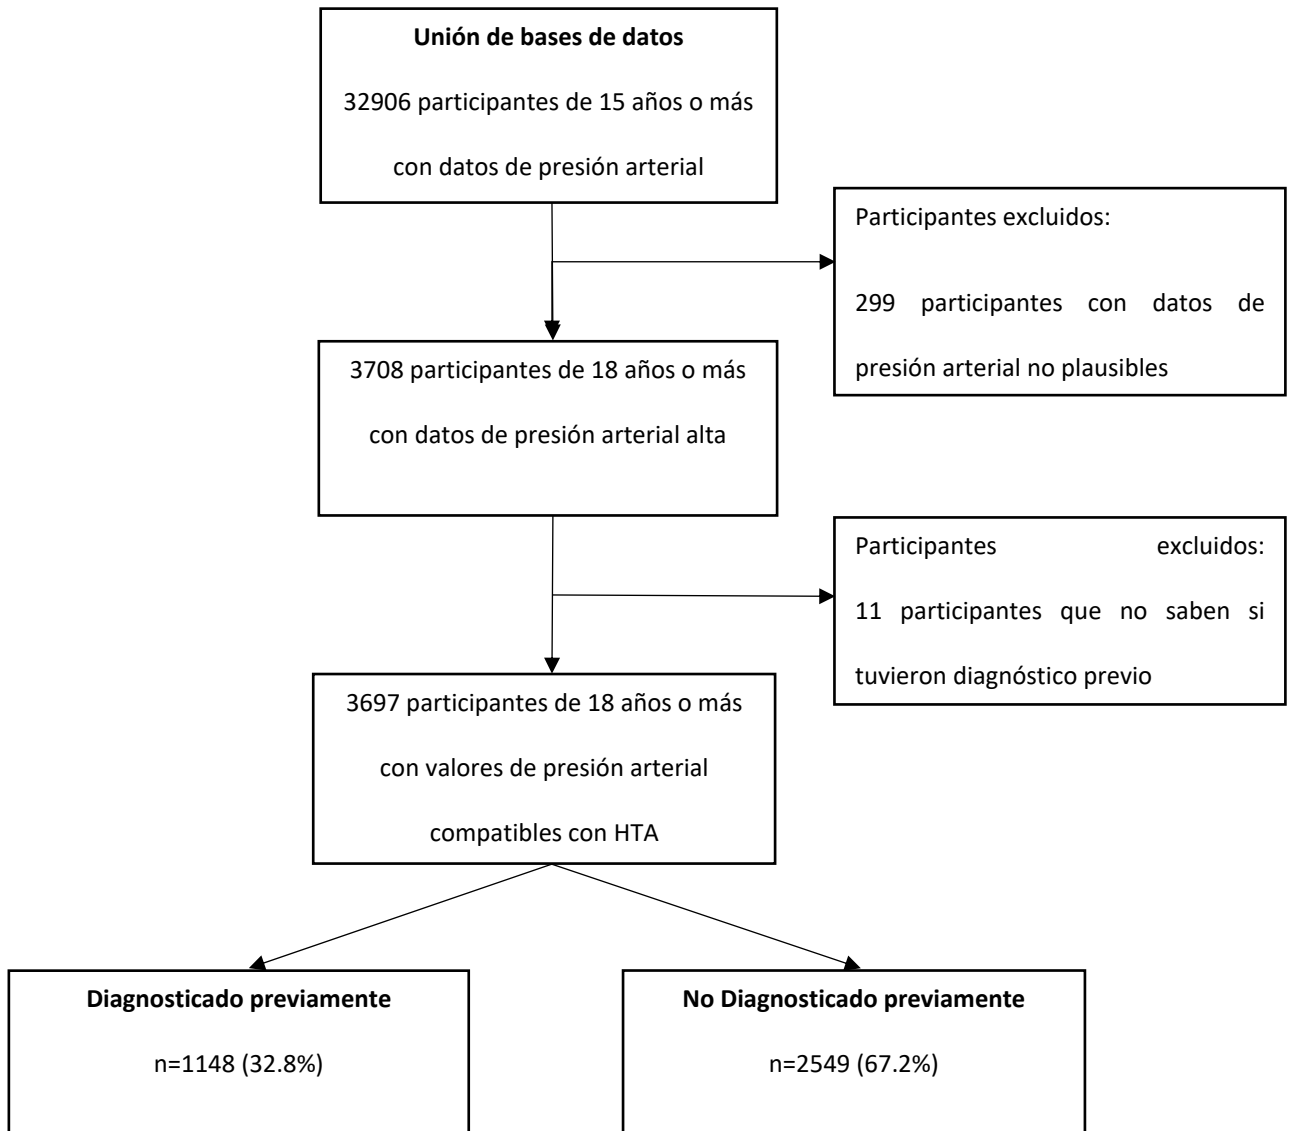 Unión de bases de datos
32906 participantes de 15 años o más
con datos de presión arterial
Participantes excluidos:
299 participantes con datos de
presión arterial no plausibles
3708 participantes de 18 años o más
con datos de presión arterial alta
Participantes excluidos:
11 participantes que no saben si
tuvieron diagnóstico previo
3697 participantes de 18 años o más
con valores de presión arterial
compatibles con HTA
Diagnosticado previamente
n=1148 (32.8%)
No Diagnosticado previamente
n=2549 (67.2%)